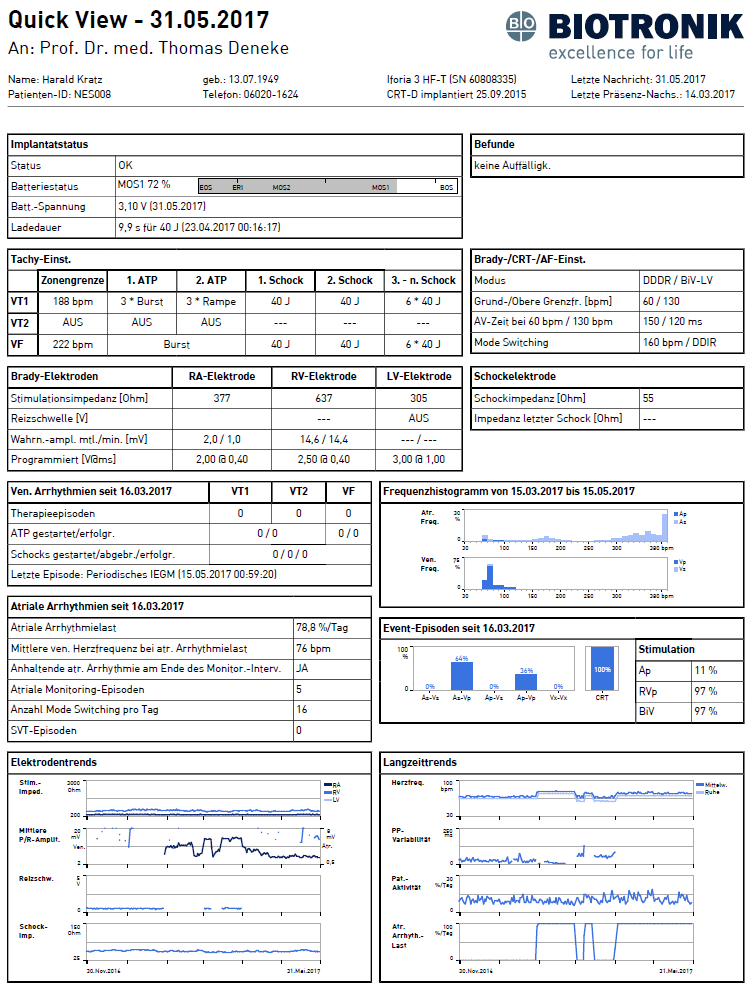 Quick View - 31.05.2017
An: Prof. Dr. med. Thomas Deneke
BIO BIOTRONIK
excellence for life
Name: Harald Kratz geb.: 13.07.1949 Iforia 3 HF-T (SN 60808335) Letzte Nachricht: 31.05.2017
Patienten-ID: NES008 Telefon: 06020-1624 CRT-D implantiert 25.09.2015 Letzte Präsenz-Nachs.: 14.03.2017
Implantatstatus
Status OK
Batteriestatus MOS1 72 % EOS ERI MOS2 MOS1 BOS
Batt.-Spannung 3,10 V (31.05.2017)
Ladedauer 9,9 s für 40 J (23.04.2017 00:16:17)
Befunde
keine Auffälligk.
Tachy-Einst.
Zonengrenze 1. ATP 2. ATP 1. Schock 2. Schock 3. - n. Schock
VT1 188 bpm 3 * Burst 3 * Rampe 40 J 40 J 6 * 40 J
VT2 AUS AUS AUS --- --- ---
VF 222 bpm Burst 40 J 40 J 6 * 40 J
Brady-/CRT-/AF-Einst.
Modus DDDR / BiV-LV
Grund-/Obere Grenzfr. [bpm] 60 / 130
AV-Zeit bei 60 bpm / 130 bpm 150 / 120 ms
Mode Switching 160 bpm / DDIR
Brady-Elektroden RA-Elektrode RV-Elektrode LV-Elektrode
Stimulationsimpedanz [Ohm] 377 637 305
Reizschwelle [V] --- AUS
Wahrn.-ampl. mtl./min. [mV] 2,0 / 1,0 14,6 / 14,4 --- / ---
Programmiert [V@ms] 2,00 @ 0,40 2,50 @ 0,40 3,00 @ 1,00
Schockelektrode
Schockimpedanz [Ohm] 55
Impedanz letzter Schock [Ohm] ---
Ven. Arrhythmien seit 16.03.2017 VT1 VT2 VF
Therapieepisoden 0 0 0
ATP gestartet/erfolgr. 0 / 0 0 / 0
Schocks gestartet/abgebr./erfolgr. 0 / 0 / 0
Letzte Episode: Periodisches IEGM (15.05.2017 00:59:20)
Frequenzhistogramm von 15.03.2017 bis 15.05.2017
Atr. Freq. 30 % 0 Ap As
30 100 150 200 250 300 380 bpm
Ven. Freq. 75 % 0 Vp Vs
30 100 150 200 250 300 380 bpm
Atriale Arrhythmien seit 16.03.2017
Atriale Arrhythmielast 78,8 %/Tag
Mittlere ven. Herzfrequenz bei atr. Arrhythmielast 76 bpm
Anhaltende atr. Arrhythmie am Ende des Monitor.-Interv. JA
Atriale Monitoring-Episoden 5
Anzahl Mode Switching pro Tag 16
SVT-Episoden 0
Event-Episoden seit 16.03.2017
100 % 0
0% 64% 0% 36% 0% 100%
As-Vs As-Vp Ap-Vs Ap-Vp Vx-Vx CRT
Stimulation
Ap 11 %
RVp 97 %
BiV 97 %
Elektrodentrends
Stim.-Imped. 2000 Ohm 200 RA RV LV
Mittlere P/R-Amplit. 20 mV Ven. 2 8 mV Atr. 0,5
Reizschw. 5 V 0
Schock-Imp. 150 Ohm 25
30.Nov.2016 31.Mai.2017
Langzeittrends
Herzfreq. 100 bpm 30 Mittelw. Ruhe
PP-Variabilität 250 ms 0
Pat.-Aktivität 30 %/Tag 0
Atr. Arrhyth.-Last 100 %/Tag 0
30.Nov.2016 31.Mai.2017